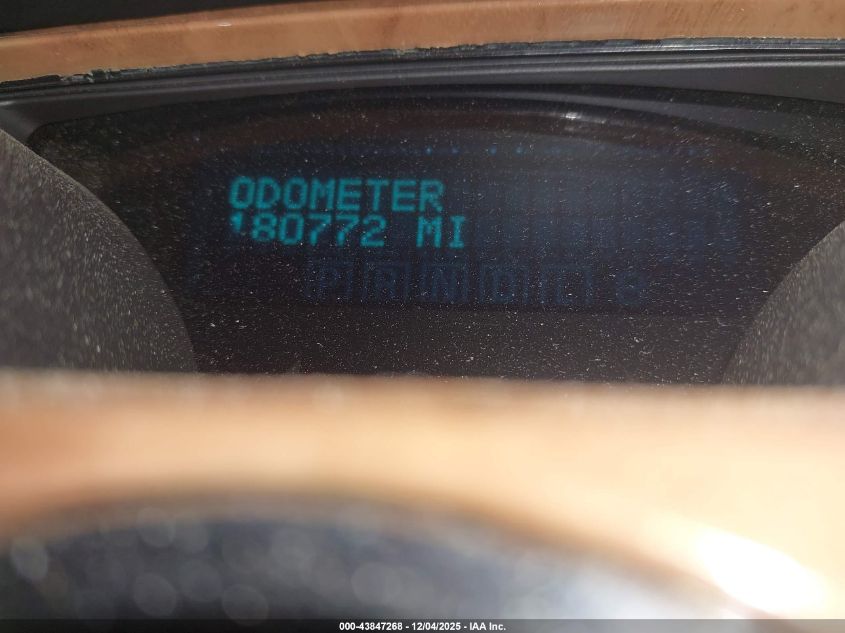 ODOMETER
180772 MI
P R N D L
000-43847268 - 12/04/2025 - IAA Inc.